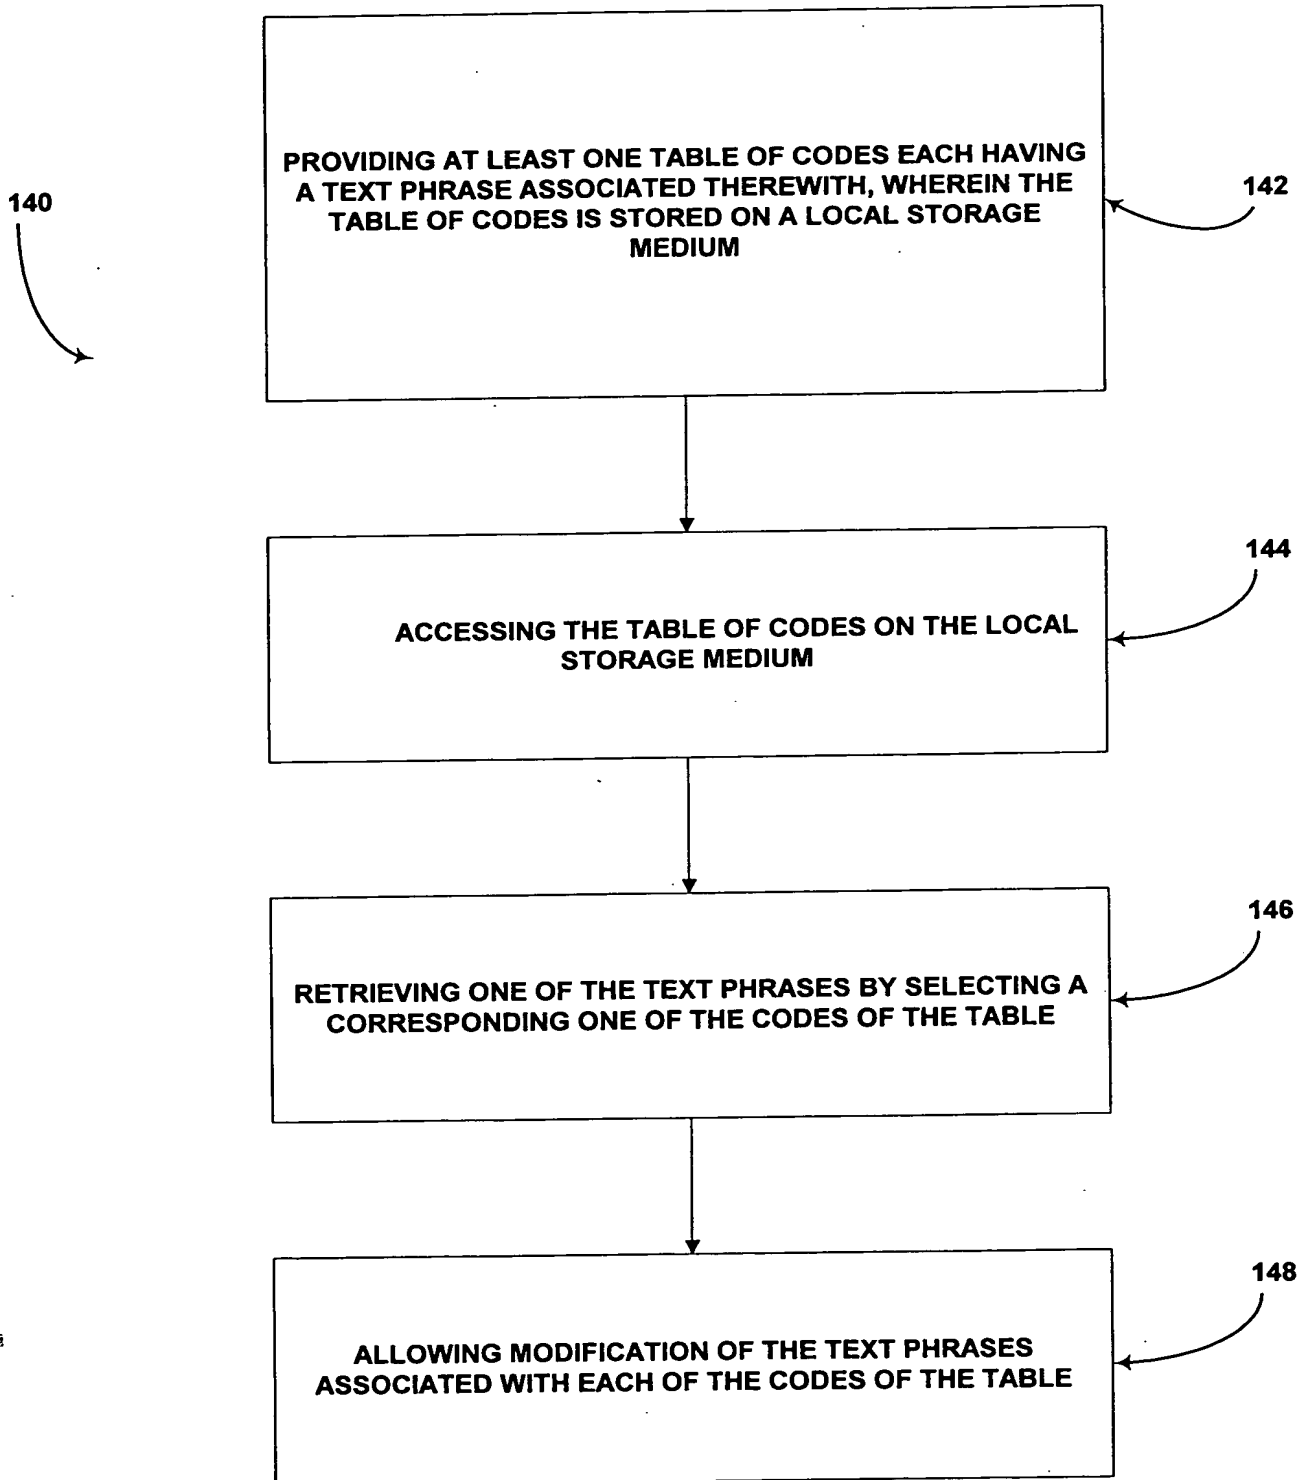 PROVIDING AT LEAST ONE TABLE OF CODES EACH HAVING
A TEXT PHRASE ASSOCIATED THEREWITH, WHEREIN THE
TABLE OF CODES IS STORED ON A LOCAL STORAGE
MEDIUM
140
142
ACCESSING THE TABLE OF CODES ON THE LOCAL
STORAGE MEDIUM
144
RETRIEVING ONE OF THE TEXT PHRASES BY SELECTING A
CORRESPONDING ONE OF THE CODES OF THE TABLE
146
ALLOWING MODIFICATION OF THE TEXT PHRASES
ASSOCIATED WITH EACH OF THE CODES OF THE TABLE
148